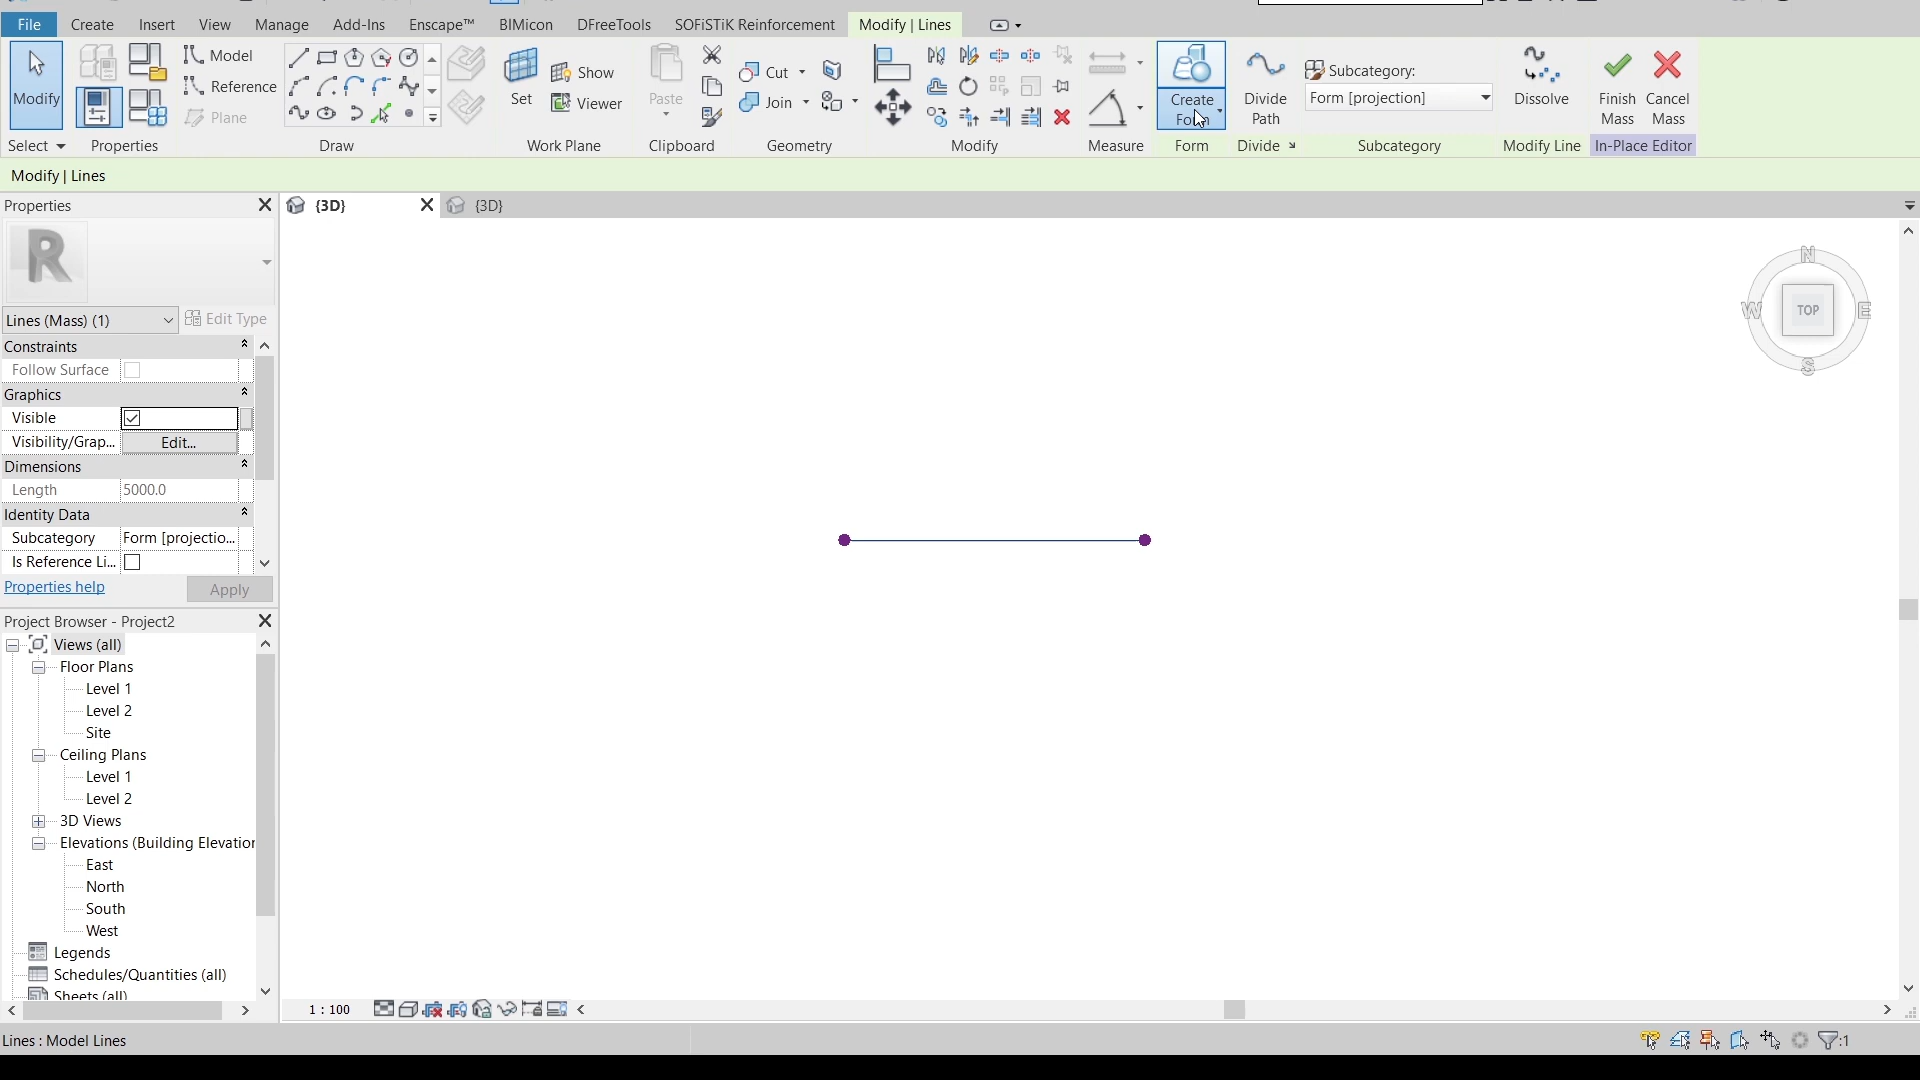 File Create Insert View Manage Add-Ins Enscape™ BIMicon DFreeTools SOFiSTiK Reinforcement Modify | Lines
Modify
Model
Reference
Plane
Set
Show
Viewer
Paste
Cut
Join
Create
Form
Divide
Path
Subcategory:
Form [projection]
Dissolve
Finish
Mass
Cancel
Mass
Select Properties Draw Work Plane Clipboard Geometry Modify Measure Form Divide Subcategory Modify Line In-Place Editor
Modify | Lines
Properties
{3D} {3D}
R
Lines (Mass) (1) Edit Type
Constraints
Follow Surface
Graphics
Visible
Visibility/Grap... Edit...
Dimensions
Length 5000.0
Identity Data
Subcategory Form [projectio...
Is Reference Li...
Properties help Apply
N
W TOP E
S
Project Browser - Project2
Views (all)
Floor Plans
Level 1
Level 2
Site
Ceiling Plans
Level 1
Level 2
3D Views
Elevations (Building Elevation
East
North
South
West
Legends
Schedules/Quantities (all)
Sheets (all)
1 : 100
Lines : Model Lines :1